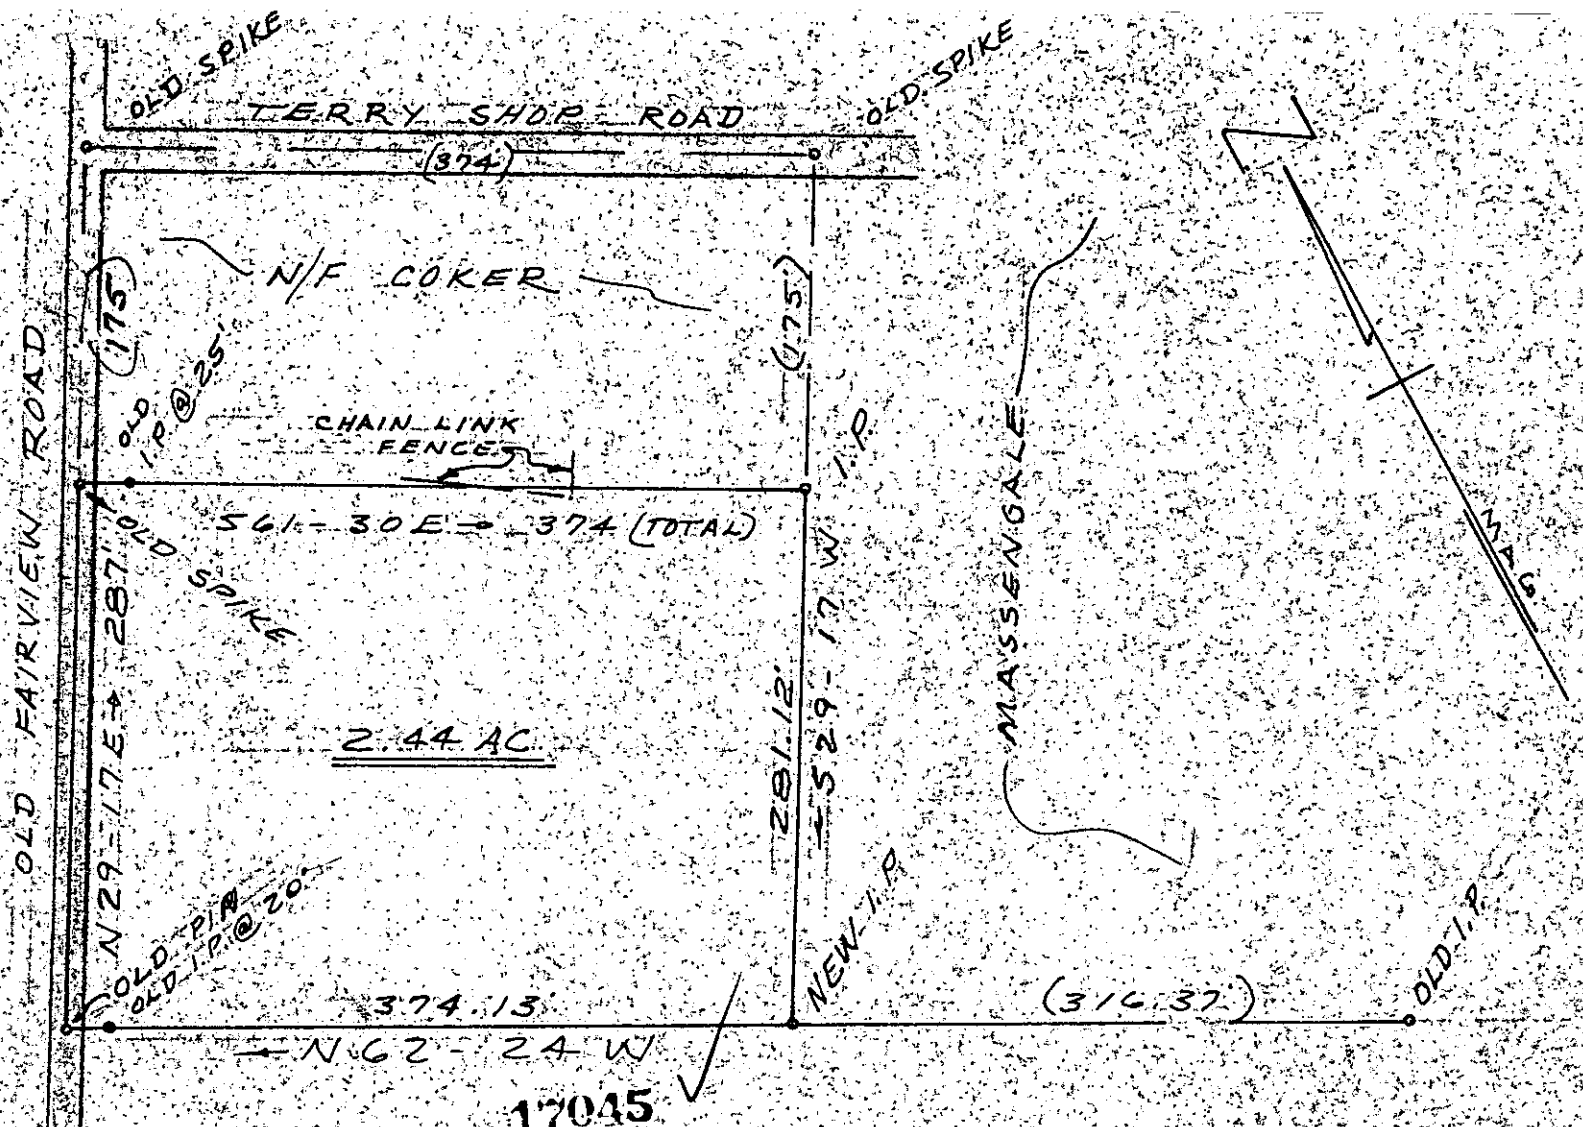 OLD SPIKE
TERRY SHOP ROAD
OLD SPIKE
(374)
N/F COKER
(175)
(175)
OLD
I.P. @ 25'
CHAIN LINK
FENCE
I.P.
S61-30E → 374 (TOTAL)
OLD SPIKE
OLD FAIRVIEW ROAD
N29-17E → 287'
2.44 AC.
281.12'
← S29-17 W
MASSENGALE
MAG.
OLD PIN
OLD I.P. @ 20'
NEW I.P.
OLD I.P.
374.13'
(316.37')
← N62-24 W
17045